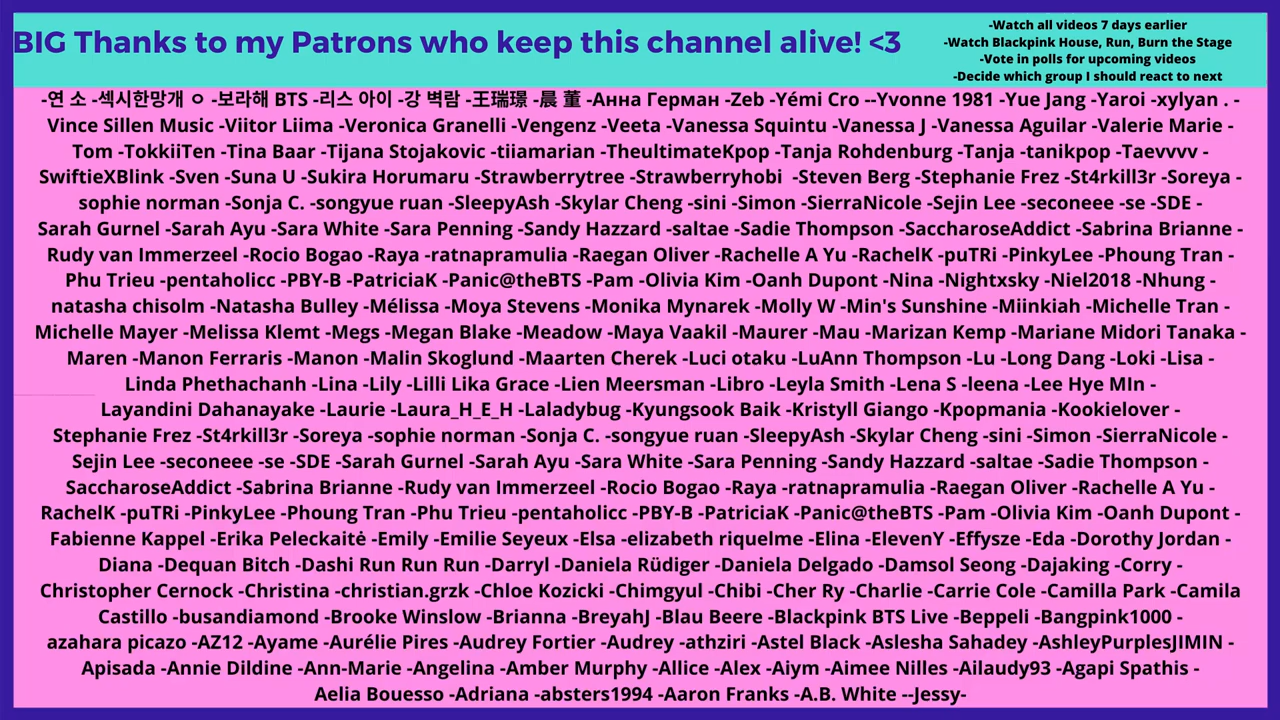 BIG Thanks to my Patrons who keep this channel alive! <3
-Watch all videos 7 days earlier
-Watch Blackpink House, Run, Burn the Stage
-Vote in polls for upcoming videos
-Decide which group I should react to next
-연 소 -섹시한망개 ㅇ -보라해 BTS -리스 아이 -강 벽람 -王瑞璟 -晨 董 -Анна Герман -Zeb -Yémi Cro --Yvonne 1981 -Yue Jang -Yaroi -xylyan . -
Vince Sillen Music -Viitor Liima -Veronica Granelli -Vengenz -Veeta -Vanessa Squintu -Vanessa J -Vanessa Aguilar -Valerie Marie -
Tom -TokkiiTen -Tina Baar -Tijana Stojakovic -tiiamarian -TheultimateKpop -Tanja Rohdenburg -Tanja -tanikpop -Taevvvv -
SwiftieXBlink -Sven -Suna U -Sukira Horumaru -Strawberrytree -Strawberryhobi  -Steven Berg -Stephanie Frez -St4rkill3r -Soreya -
sophie norman -Sonja C. -songyue ruan -SleepyAsh -Skylar Cheng -sini -Simon -SierraNicole -Sejin Lee -seconeee -se -SDE -
Sarah Gurnel -Sarah Ayu -Sara White -Sara Penning -Sandy Hazzard -saltae -Sadie Thompson -SaccharoseAddict -Sabrina Brianne -
Rudy van Immerzeel -Rocio Bogao -Raya -ratnapramulia -Raegan Oliver -Rachelle A Yu -RachelK -puTRi -PinkyLee -Phoung Tran -
Phu Trieu -pentaholicc -PBY-B -PatriciaK -Panic@theBTS -Pam -Olivia Kim -Oanh Dupont -Nina -Nightxsky -Niel2018 -Nhung -
natasha chisolm -Natasha Bulley -Mélissa -Moya Stevens -Monika Mynarek -Molly W -Min's Sunshine -Miinkiah -Michelle Tran -
Michelle Mayer -Melissa Klemt -Megs -Megan Blake -Meadow -Maya Vaakil -Maurer -Mau -Marizan Kemp -Mariane Midori Tanaka -
Maren -Manon Ferraris -Manon -Malin Skoglund -Maarten Cherek -Luci otaku -LuAnn Thompson -Lu -Long Dang -Loki -Lisa -
Linda Phethachanh -Lina -Lily -Lilli Lika Grace -Lien Meersman -Libro -Leyla Smith -Lena S -leena -Lee Hye MIn -
Layandini Dahanayake -Laurie -Laura_H_E_H -Laladybug -Kyungsook Baik -Kristyll Giango -Kpopmania -Kookielover -
Stephanie Frez -St4rkill3r -Soreya -sophie norman -Sonja C. -songyue ruan -SleepyAsh -Skylar Cheng -sini -Simon -SierraNicole -
Sejin Lee -seconeee -se -SDE -Sarah Gurnel -Sarah Ayu -Sara White -Sara Penning -Sandy Hazzard -saltae -Sadie Thompson -
SaccharoseAddict -Sabrina Brianne -Rudy van Immerzeel -Rocio Bogao -Raya -ratnapramulia -Raegan Oliver -Rachelle A Yu -
RachelK -puTRi -PinkyLee -Phoung Tran -Phu Trieu -pentaholicc -PBY-B -PatriciaK -Panic@theBTS -Pam -Olivia Kim -Oanh Dupont -
Fabienne Kappel -Erika Peleckaitė -Emily -Emilie Seyeux -Elsa -elizabeth riquelme -Elina -ElevenY -Effysze -Eda -Dorothy Jordan -
Diana -Dequan Bitch -Dashi Run Run Run -Darryl -Daniela Rüdiger -Daniela Delgado -Damsol Seong -Dajaking -Corry -
Christopher Cernock -Christina -christian.grzk -Chloe Kozicki -Chimgyul -Chibi -Cher Ry -Charlie -Carrie Cole -Camilla Park -Camila
Castillo -busandiamond -Brooke Winslow -Brianna -BreyahJ -Blau Beere -Blackpink BTS Live -Beppeli -Bangpink1000 -
azahara picazo -AZ12 -Ayame -Aurélie Pires -Audrey Fortier -Audrey -athziri -Astel Black -Aslesha Sahadey -AshleyPurplesJIMIN -
Apisada -Annie Dildine -Ann-Marie -Angelina -Amber Murphy -Allice -Alex -Aiym -Aimee Nilles -Ailaudy93 -Agapi Spathis -
Aelia Bouesso -Adriana -absters1994 -Aaron Franks -A.B. White --Jessy-